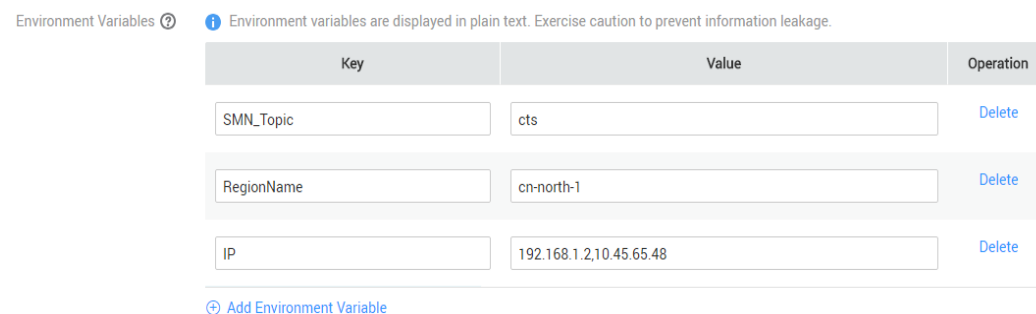 Environment Variables ? i Environment variables are displayed in plain text. Exercise caution to prevent information leakage.
Key Value Operation
SMN_Topic cts Delete
RegionName cn-north-1 Delete
IP 192.168.1.2,10.45.65.48 Delete
+ Add Environment Variable